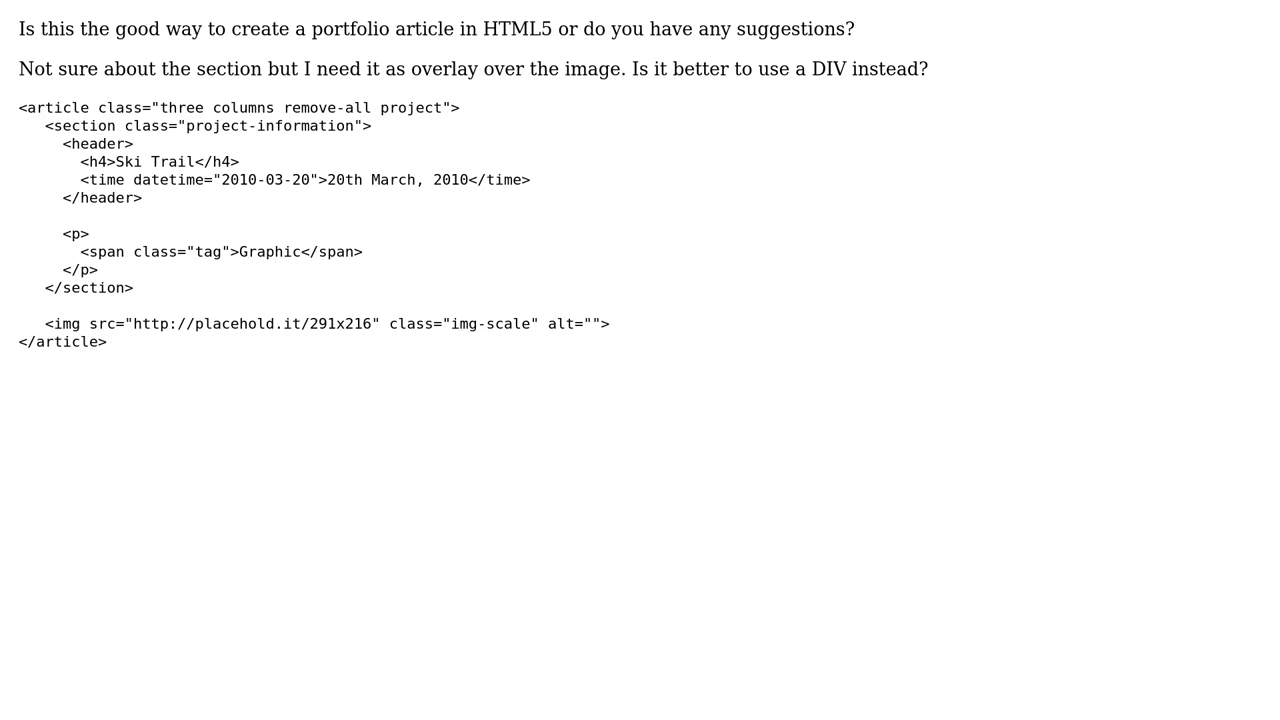 Is this the good way to create a portfolio article in HTML5 or do you have any suggestions?
Not sure about the section but I need it as overlay over the image. Is it better to use a DIV instead?
<article class="three columns remove-all project">
   <section class="project-information">
     <header>
       <h4>Ski Trail</h4>
       <time datetime="2010-03-20">20th March, 2010</time>
     </header>

     <p>
       <span class="tag">Graphic</span>
     </p>
   </section>

   <img src="http://placehold.it/291x216" class="img-scale" alt="">
</article>